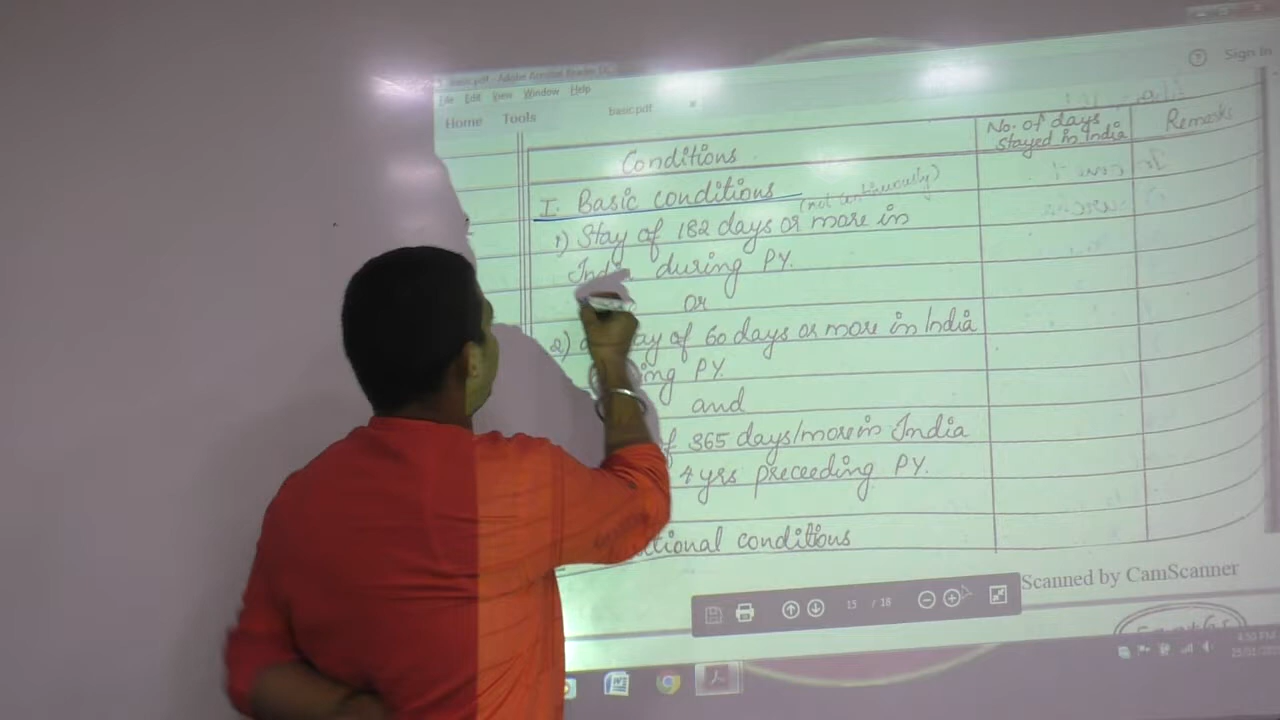 basic.pdf - Adobe Acrobat Reader DC
File Edit View Window Help
Home Tools basic.pdf
Sign In
Conditions
No. of days stayed in India
Remarks
I. Basic conditions
(not continuously)
1) Stay of 182 days or more in
India during PY.
or
2) of 60 days or more in India
PY.
and
365 days/more in India
4 yrs preceeding PY.
conditions
Scanned by CamScanner
15 / 18
4:50 PM